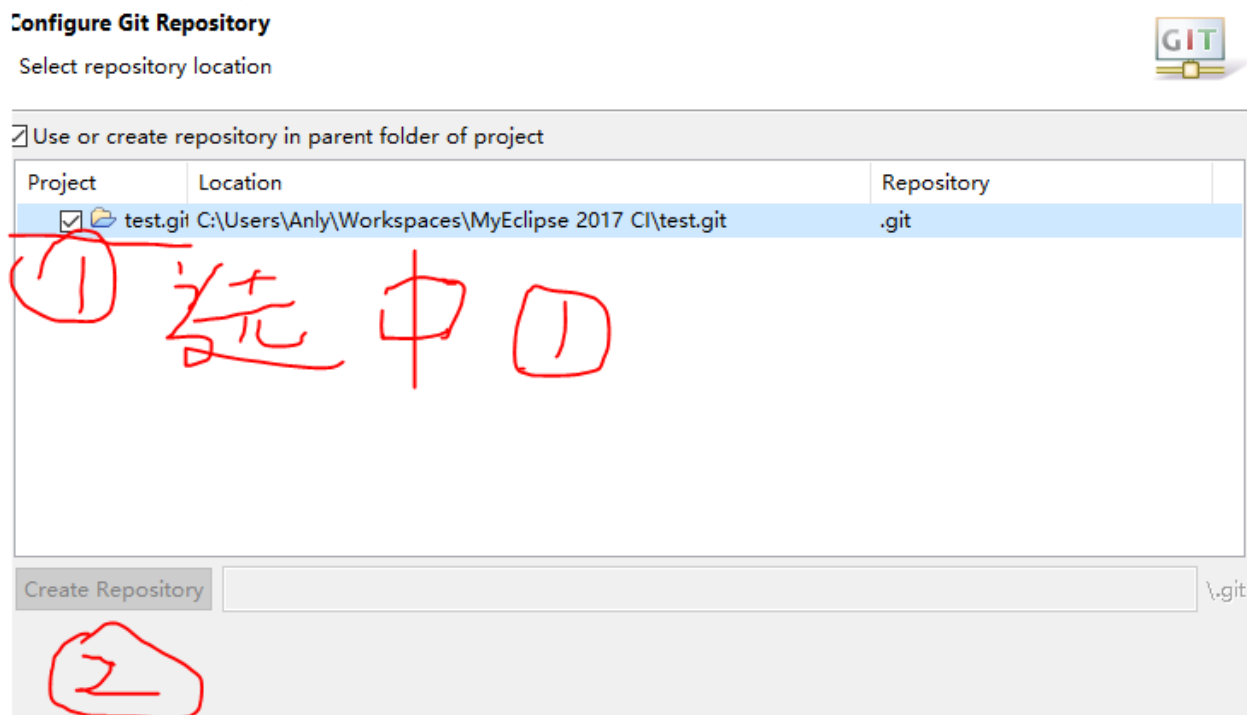 Configure Git Repository
Select repository location
GIT
Use or create repository in parent folder of project
Project Location Repository
test.git C:\Users\Anly\Workspaces\MyEclipse 2017 CI\test.git .git
① 选中①
Create Repository \.git
②